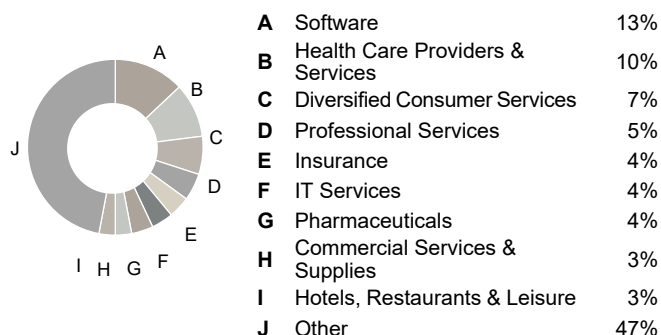 A
B
C
D
E
F
G
H
I
J
A Software 13%
B Health Care Providers &
Services 10%
C Diversified Consumer Services 7%
D Professional Services 5%
E Insurance 4%
F IT Services 4%
G Pharmaceuticals 4%
H Commercial Services &
Supplies 3%
I Hotels, Restaurants & Leisure 3%
J Other 47%